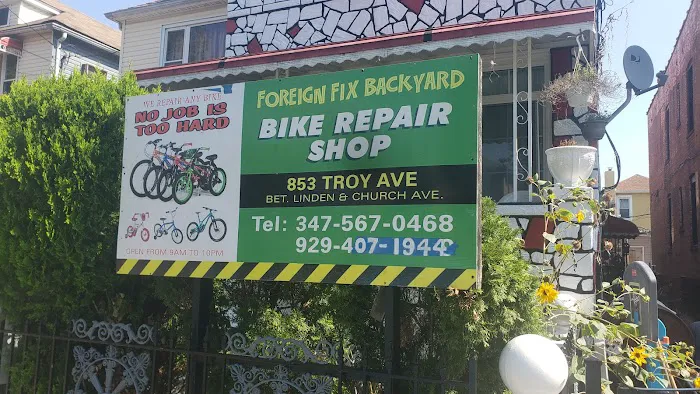 WE REPAIR ANY BIKE
NO JOB IS
TOO HARD
OPEN FROM 9AM TO 10PM
FOREIGN FIX BACKYARD
BIKE REPAIR
SHOP
853 TROY AVE
BET. LINDEN & CHURCH AVE.
Tel: 347-567-0468
929-407-1944